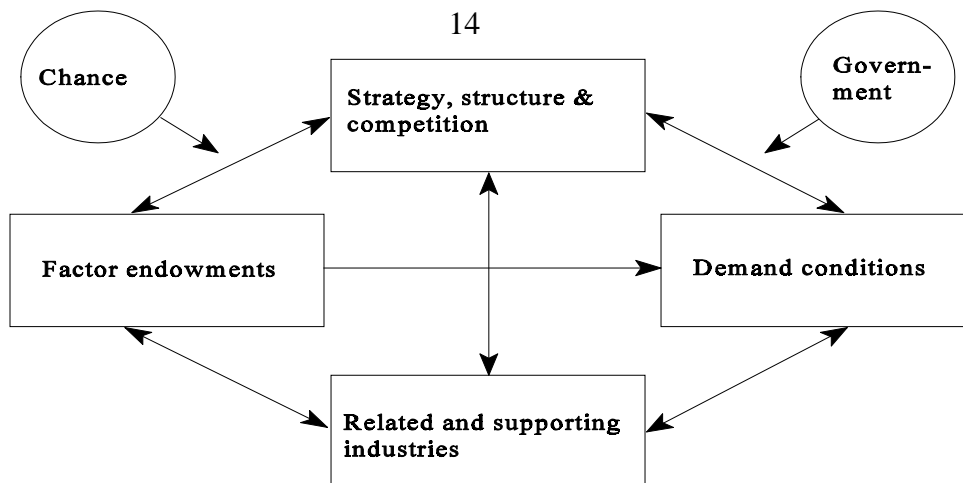 14
Chance
Strategy, structure &
competition
Govern-
ment
Factor endowments
Demand conditions
Related and supporting
industries